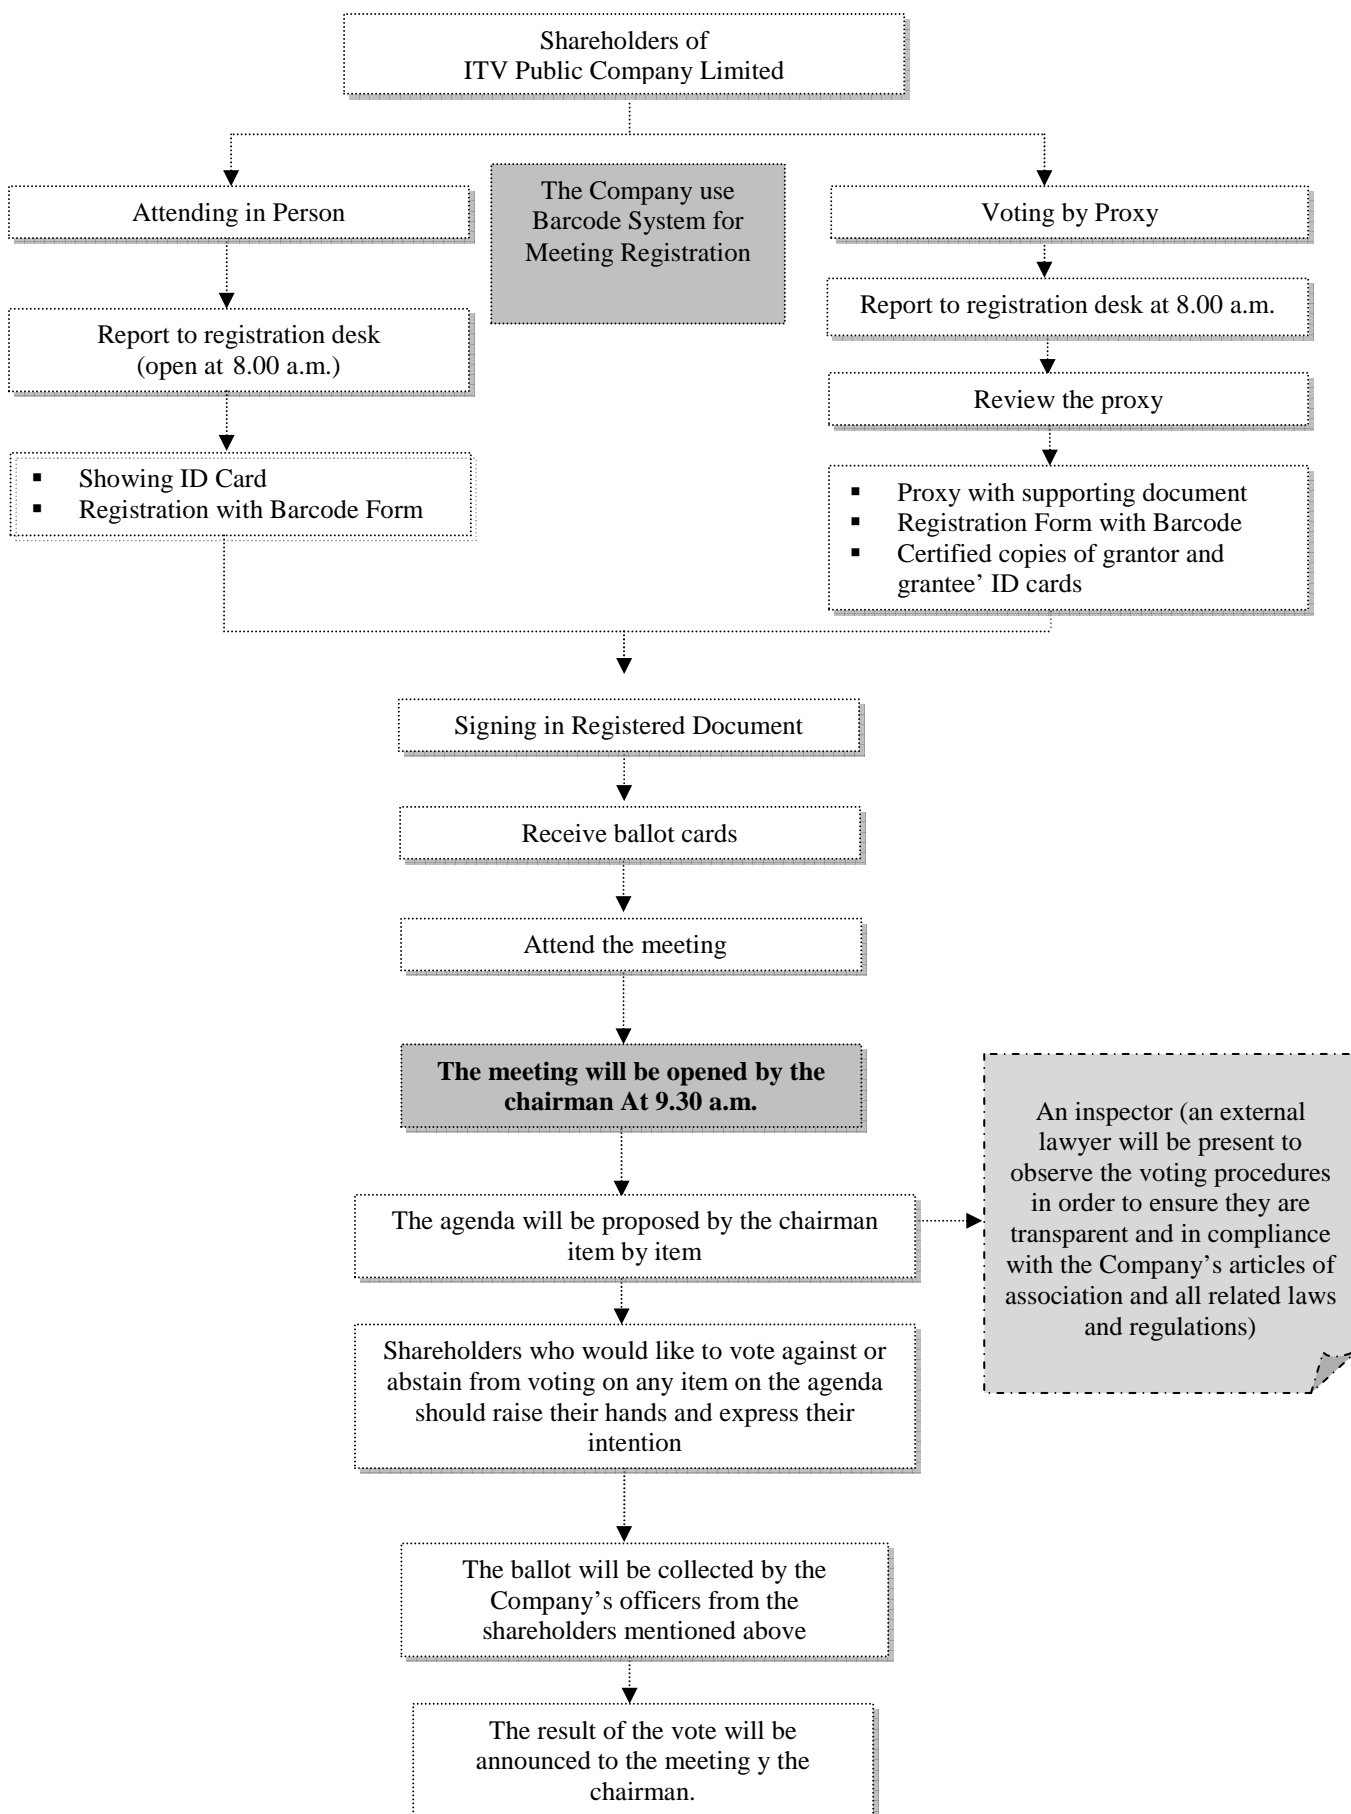 Shareholders of
ITV Public Company Limited
Attending in Person
The Company use
Barcode System for
Meeting Registration
Voting by Proxy
Report to registration desk
(open at 8.00 a.m.)
Report to registration desk at 8.00 a.m.
Review the proxy
▪ Showing ID Card
▪ Registration with Barcode Form
▪ Proxy with supporting document
▪ Registration Form with Barcode
▪ Certified copies of grantor and
grantee’ ID cards
Signing in Registered Document
Receive ballot cards
Attend the meeting
The meeting will be opened by the
chairman At 9.30 a.m.
An inspector (an external
lawyer will be present to
observe the voting procedures
in order to ensure they are
transparent and in compliance
with the Company’s articles of
association and all related laws
and regulations)
The agenda will be proposed by the chairman
item by item
Shareholders who would like to vote against or
abstain from voting on any item on the agenda
should raise their hands and express their
intention
The ballot will be collected by the
Company’s officers from the
shareholders mentioned above
The result of the vote will be
announced to the meeting y the
chairman.